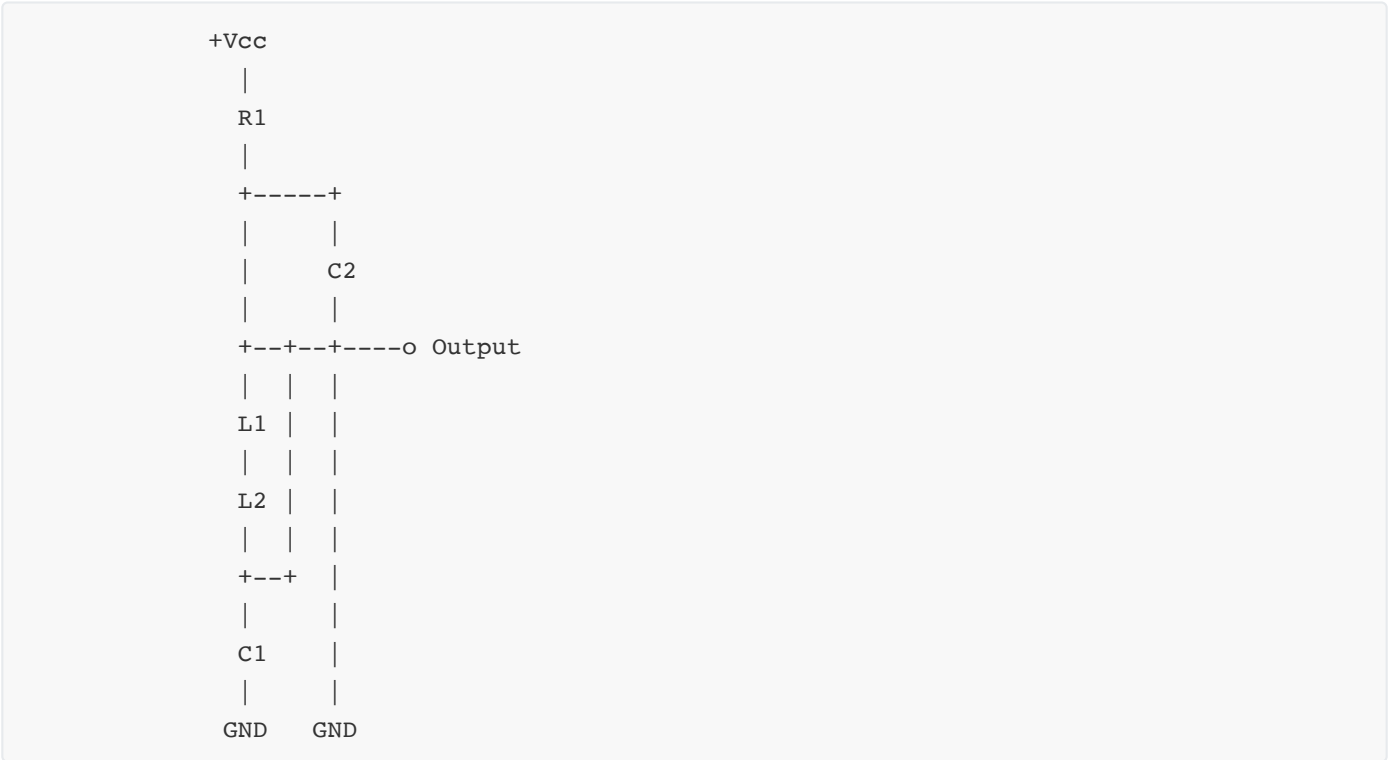 +Vcc
|
R1
|
+-----+
|     |
|     C2
|     |
+--+--+----o Output
|  |  |
L1 |  |
|  |  |
L2 |  |
|  |  |
+--+  |
|     |
C1    |
|     |
GND   GND